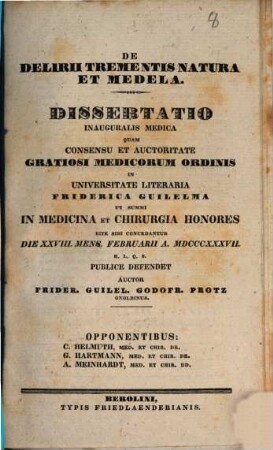 8
DE
DELIRII TREMENTIS NATURA
ET MEDELA.
DISSERTATIO
INAUGURALIS MEDICA
QUAM
CONSENSU ET AUCTORITATE
GRATIOSI MEDICORUM ORDINIS
IN
UNIVERSITATE LITERARIA
FRIDERICA GUILELMA
UT SUMMI
IN MEDICINA ET CHIRURGIA HONORES
RITE SIBI CONCEDANTUR
DIE XXVIII. MENS. FEBRUARII A. MDCCCXXXVII.
H. L. Q. S.
PUBLICE DEFENDET
AUCTOR
FRIDER. GUILEL. GODOFR. PROTZ
ONOLDINUS.
OPPONENTIBUS:
C. HELMUTH, MED. ET CHIR. DR.
G. HARTMANN, MED. ET CHIR. DR.
A. MEINHARDT, MED. ET CHIR. DD.
BEROLINI,
TYPIS FRIEDLAENDERIANIS.